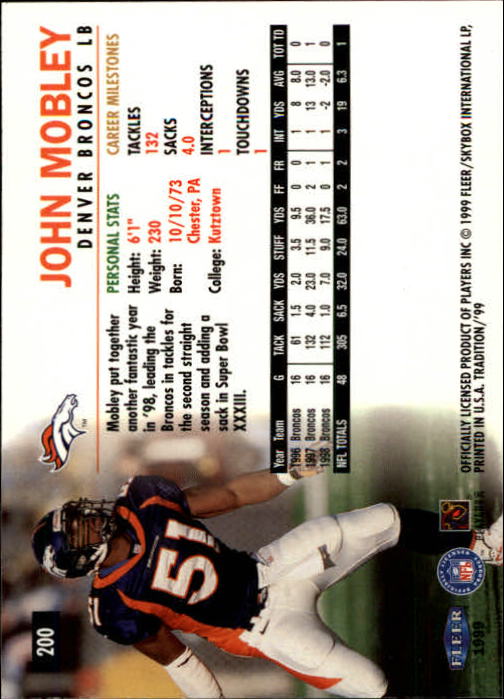 200
JOHN MOBLEY
DENVER BRONCOS LB
TM
Mobley put together
another fantastic year
in '98, leading the
Broncos in tackles for
the second straight
season and adding a
sack in Super Bowl
XXXIII.
PERSONAL STATS
Height: 6'1"
Weight: 230
Born: 10/10/73
Chester, PA
College: Kutztown
CAREER MILESTONES
TACKLES
132
SACKS
4.0
INTERCEPTIONS
1
TOUCHDOWNS
1
Year Team G TACK SACK YDS STUFF YDS FF FR INT YDS AVG TOT TD
1996 Broncos 16 61 1.5 2.0 3.5 9.5 0 0 1 8 8.0 0
1997 Broncos 16 132 4.0 23.0 11.5 36.0 2 1 1 13 13.0 1
1998 Broncos 16 112 1.0 7.0 9.0 17.5 0 1 1 -2 -2.0 0
NFL TOTALS 48 305 6.5 32.0 24.0 63.0 2 2 3 19 6.3 1
51
51
1999
FLEER
NFL
PLAYERS
OFFICIALLY LICENSED PRODUCT OF PLAYERS INC © 1999 FLEER/SKYBOX INTERNATIONAL LP,
PRINTED IN U.S.A. TRADITION/'99